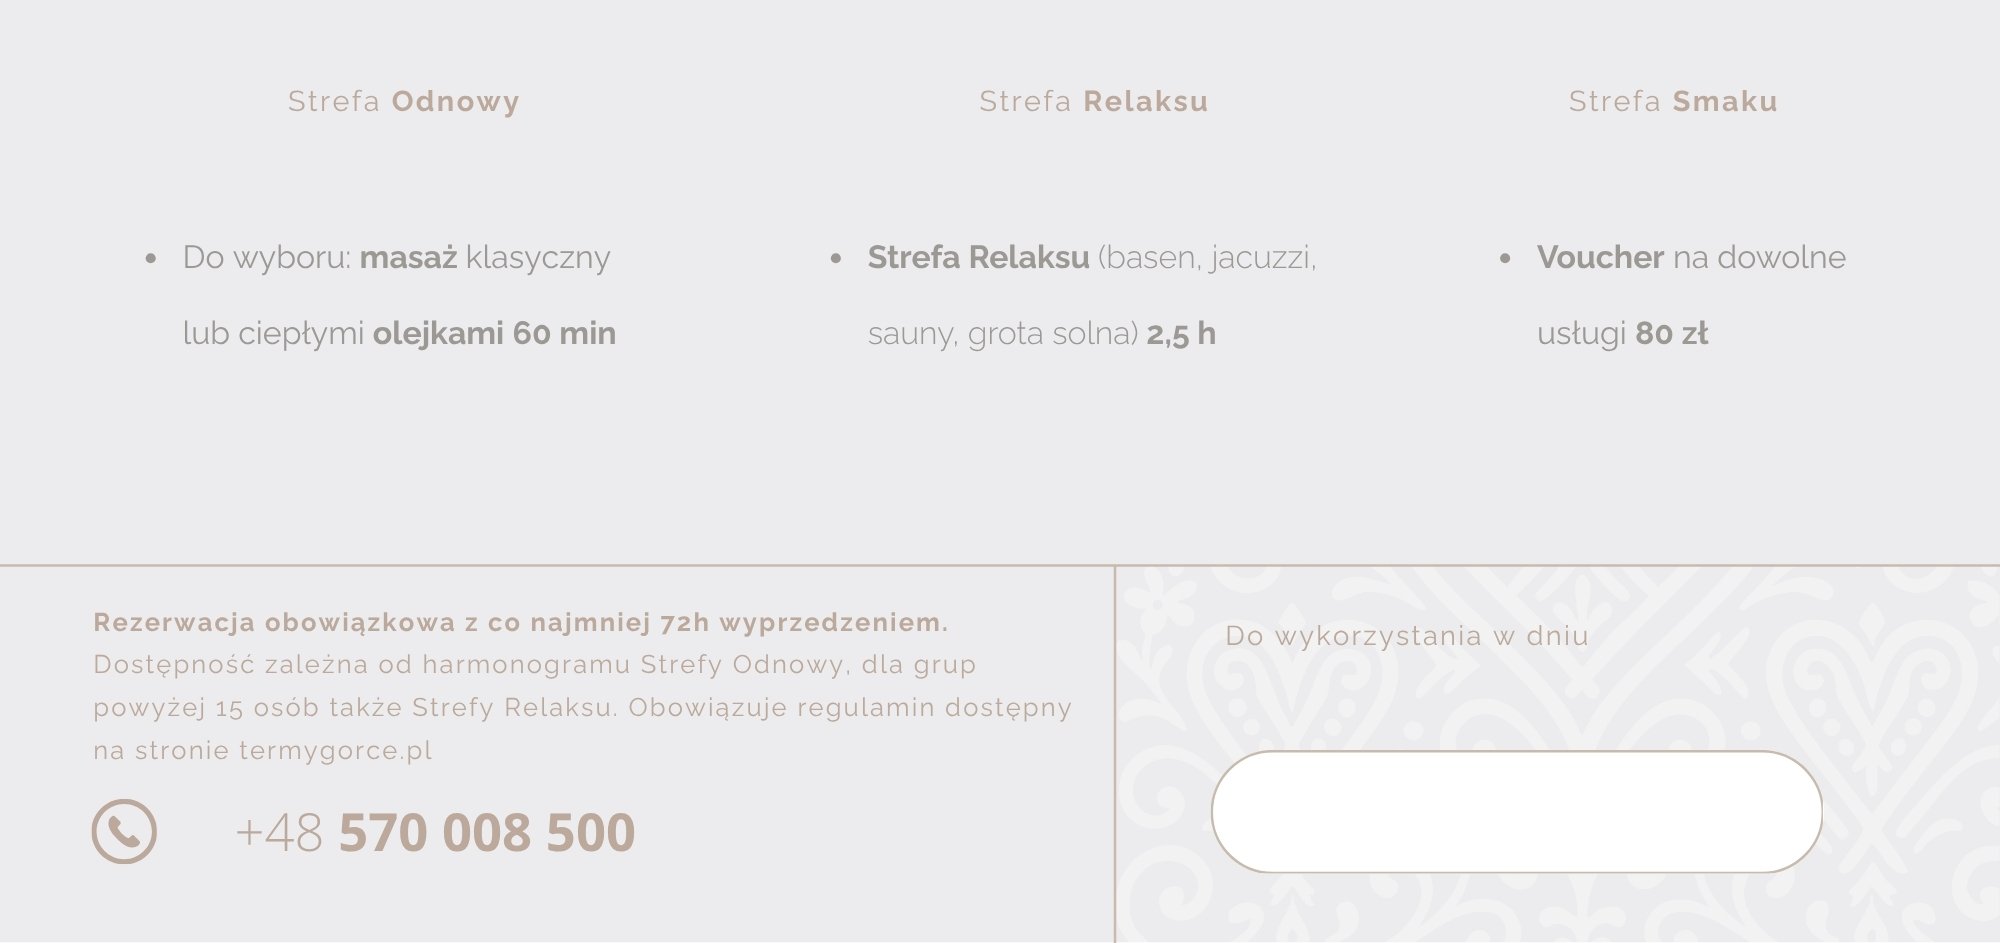 Strefa Odnowy
Do wyboru: masaż klasyczny
lub ciepłymi olejkami 60 min
Strefa Relaksu
Strefa Relaksu (basen, jacuzzi,
sauny, grota solna) 2,5 h
Strefa Smaku
Voucher na dowolne
usługi 80 zł
Rezerwacja obowiązkowa z co najmniej 72h wyprzedzeniem.
Dostępność zależna od harmonogramu Strefy Odnowy, dla grup
powyżej 15 osób także Strefy Relaksu. Obowiązuje regulamin dostępny
na stronie termygorce.pl
+48 570 008 500
Do wykorzystania w dniu